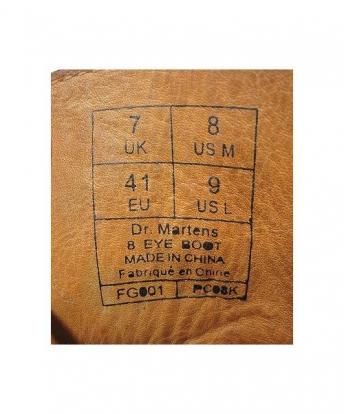 7 8
UK US M
41 9
EU US L
Dr. Martens
8 EYE BOOT
MADE IN CHINA
Fabriqué en Chine
FG001 PC08K